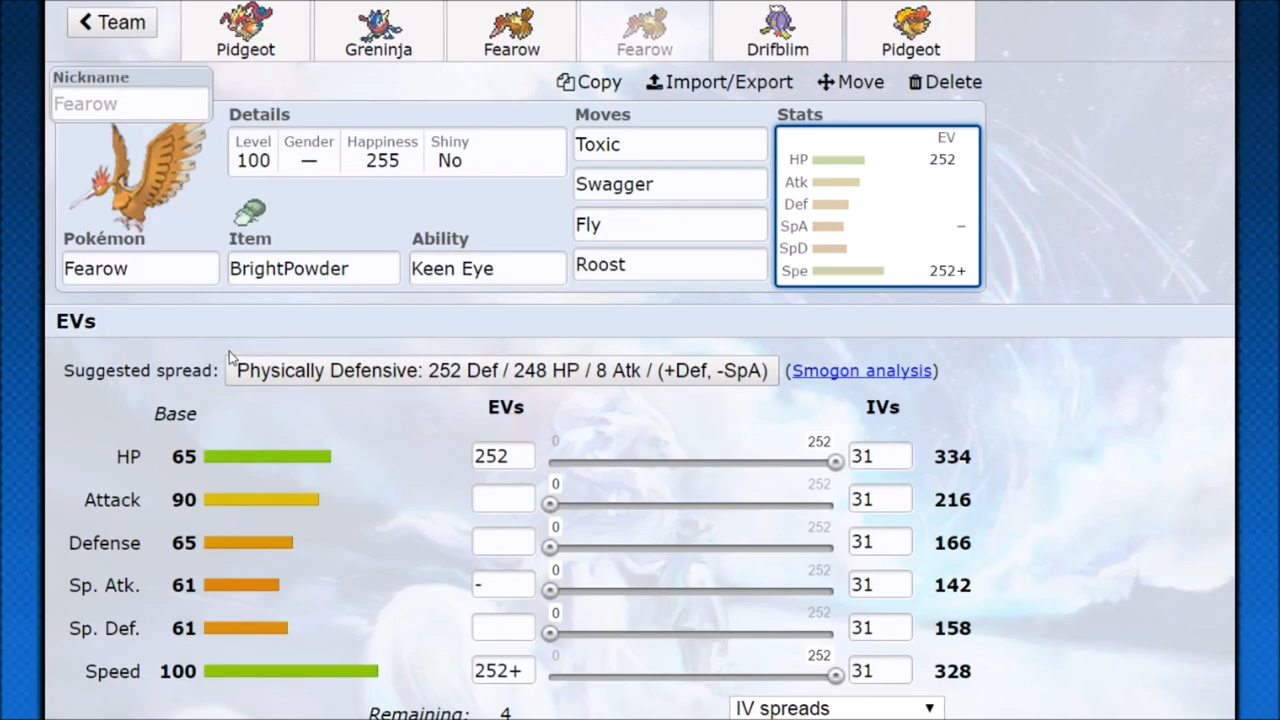 Team
Pidgeot Greninja Fearow Fearow Drifblim Pidgeot
Nickname
Fearow
Copy Import/Export Move Delete
Details Moves Stats
Level Gender Happiness Shiny
100 — 255 No
Toxic
Swagger
Fly
Roost
EV
HP 252
Atk
Def
SpA –
SpD
Spe 252+
Pokémon Item Ability
Fearow BrightPowder Keen Eye
EVs
Suggested spread: Physically Defensive: 252 Def / 248 HP / 8 Atk / (+Def, -SpA) (Smogon analysis)
Base EVs IVs
HP 65 252 0 252 31 334
Attack 90 0 252 31 216
Defense 65 0 252 31 166
Sp. Atk. 61 - 0 252 31 142
Sp. Def. 61 0 252 31 158
Speed 100 252+ 0 252 31 328
Remaining: 4 IV spreads